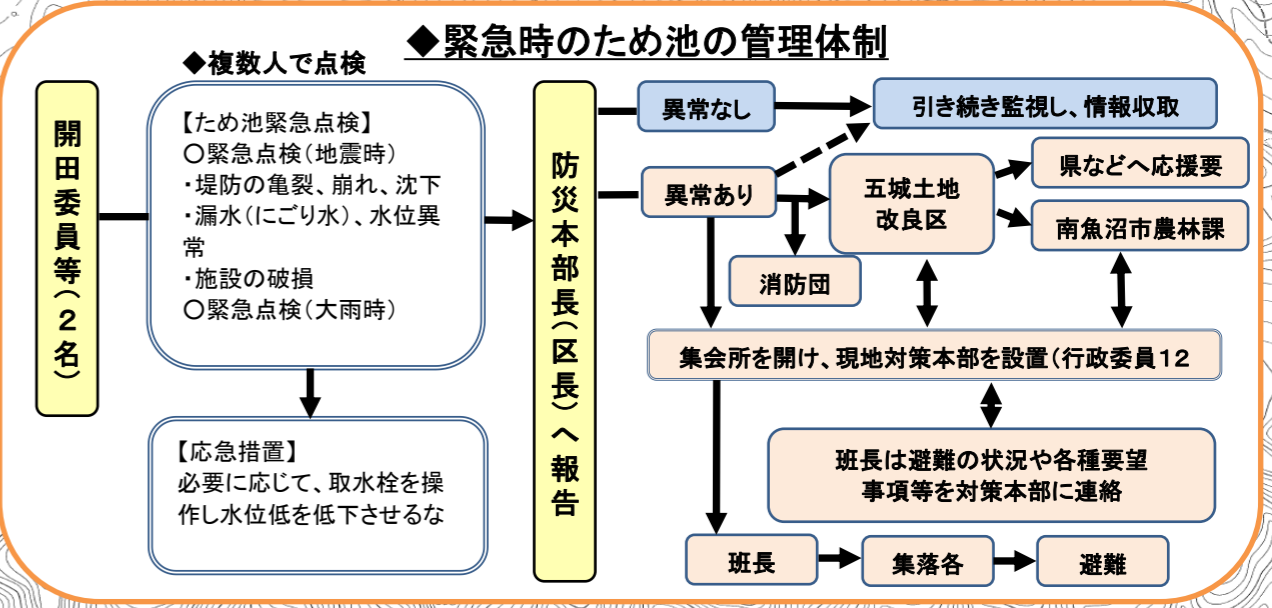 ◆緊急時のため池の管理体制
◆複数人で点検
開田委員等（２名）
【ため池緊急点検】
〇緊急点検（地震時）
・堤防の亀裂、崩れ、沈下
・漏水（にごり水）、水位異
常
・施設の破損
〇緊急点検（大雨時）
【応急措置】
必要に応じて、取水栓を操
作し水位低を低下させるな
防災本部長（区長）へ報告
異常なし
引き続き監視し、情報収取
異常あり
五城土地
改良区
県などへ応援要
南魚沼市農林課
消防団
集会所を開け、現地対策本部を設置（行政委員１２
班長は避難の状況や各種要望
事項等を対策本部に連絡
班長
集落各
避難